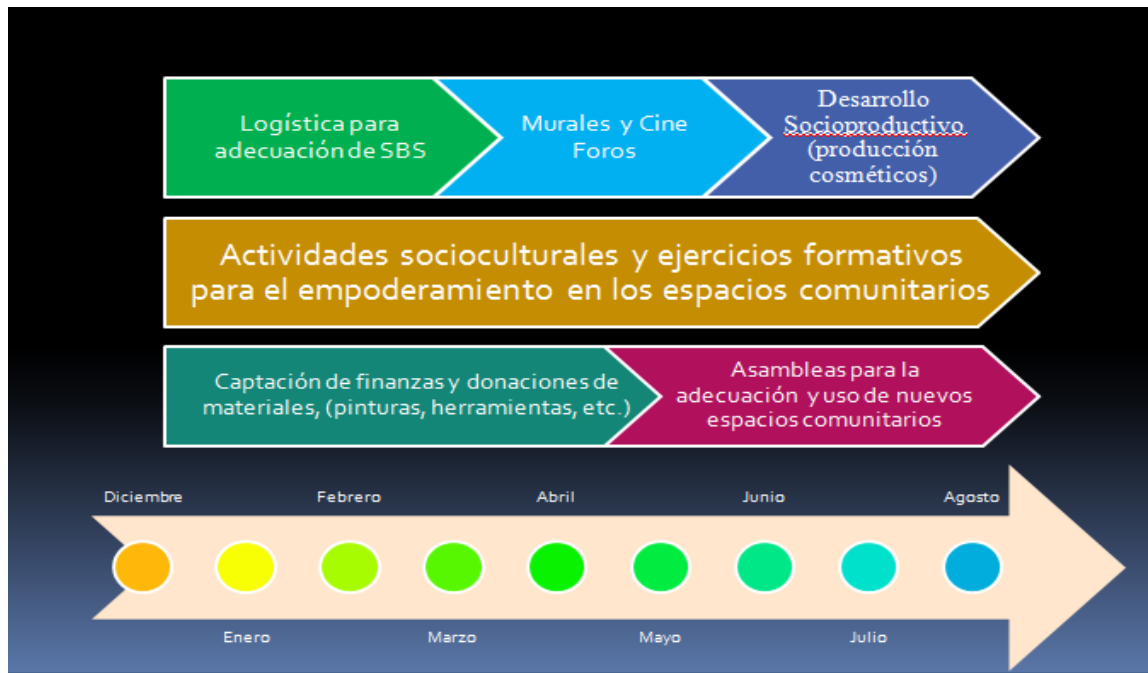 Logística para
adecuación de SBS
Murales y Cine
Foros
Desarrollo
Socioproductivo
(producción
cosméticos)
Actividades socioculturales y ejercicios formativos
para el empoderamiento en los espacios comunitarios
Captación de finanzas y donaciones de
materiales, (pinturas, herramientas, etc.)
Asambleas para la
adecuación y uso de nuevos
espacios comunitarios
Diciembre
Febrero
Abril
Junio
Agosto
Enero
Marzo
Mayo
Julio